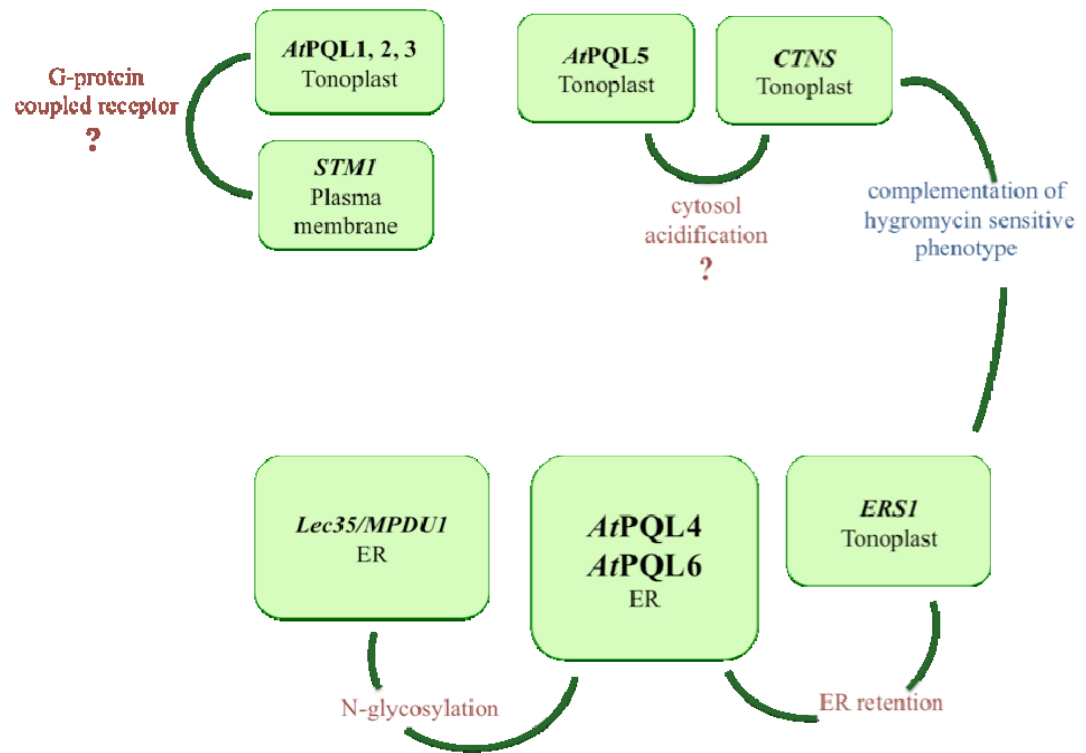 AtPQL1, 2, 3
Tonoplast
G-protein
coupled receptor
?
STM1
Plasma
membrane
AtPQL5
Tonoplast
CTNS
Tonoplast
cytosol
acidification
?
complementation of
hygromycin sensitive
phenotype
Lec35/MPDU1
ER
AtPQL4
AtPQL6
ER
ERS1
Tonoplast
N-glycosylation
ER retention